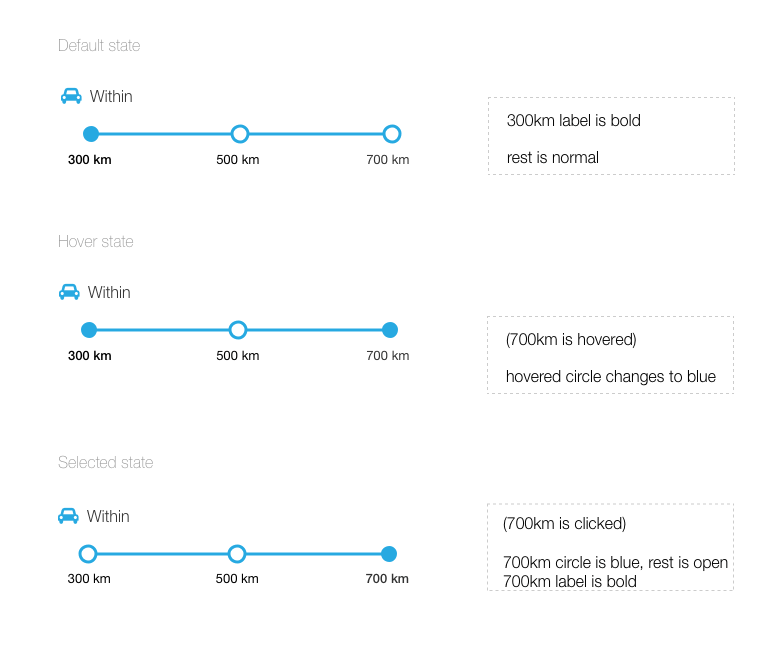 Default state
Within
300 km 500 km 700 km
300km label is bold
rest is normal
Hover state
Within
300 km 500 km 700 km
(700km is hovered)
hovered circle changes to blue
Selected state
Within
300 km 500 km 700 km
(700km is clicked)
700km circle is blue, rest is open
700km label is bold